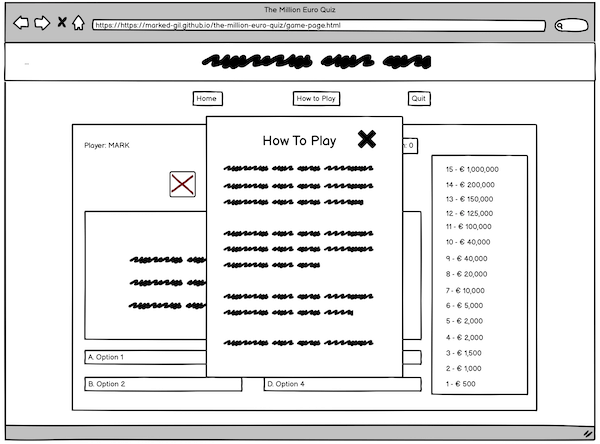 The Million Euro Quiz
https://https://marked-gil.github.io/the-million-euro-quiz/game-page.html
Home
How to Play
Quit
Player: MARK
How To Play
: 0
15 - € 1,000,000
14 - € 200,000
13 - € 150,000
12 - € 125,000
11 - € 100,000
10 - € 40,000
9 - € 40,000
8 - € 20,000
7 - € 10,000
6 - € 5,000
5 - € 2,000
4 - € 2,000
3 - € 1,500
2 - € 1,000
1 - € 500
A. Option 1
B. Option 2
D. Option 4